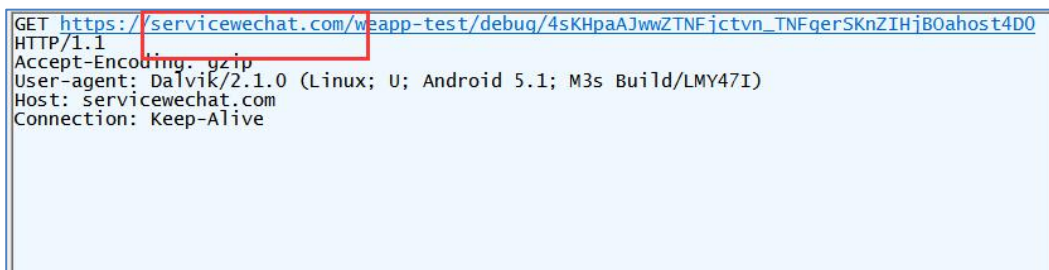 GET https://servicewechat.com/weapp-test/debug/4sKHpaAJwwZTNFjctvn_TNFgerSKnZIHjBOahost4DO
HTTP/1.1
Accept-Encoding: gzip
User-agent: Dalvik/2.1.0 (Linux; U; Android 5.1; M3s Build/LMY47I)
Host: servicewechat.com
Connection: Keep-Alive